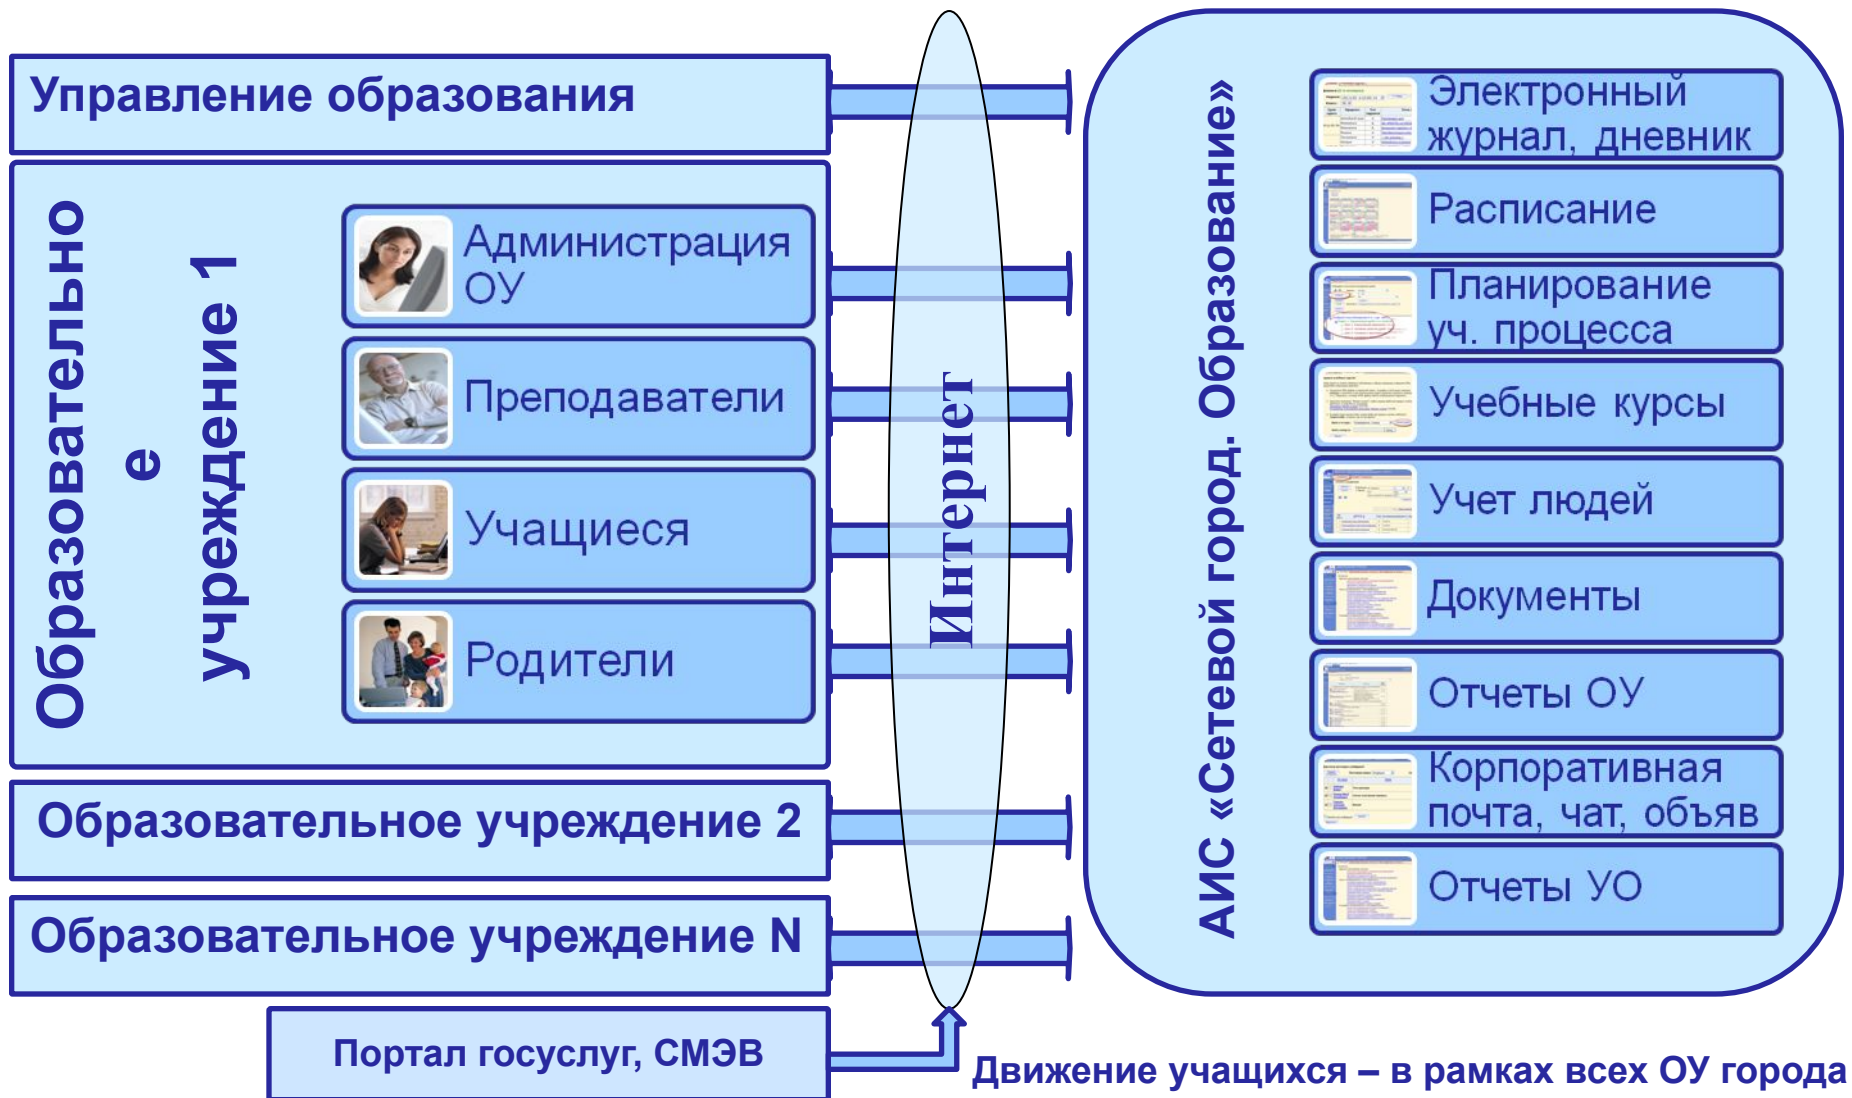 Управление образования
Образовательно
е
учреждение 1
Администрация
ОУ
Преподаватели
Учащиеся
Родители
Образовательное учреждение 2
Образовательное учреждение N
Портал госуслуг, СМЭВ
Интернет
АИС «Сетевой город. Образование»
Электронный
журнал, дневник
Расписание
Планирование
уч. процесса
Учебные курсы
Учет людей
Документы
Отчеты ОУ
Корпоративная
почта, чат, объяв
Отчеты УО
Движение учащихся – в рамках всех ОУ города